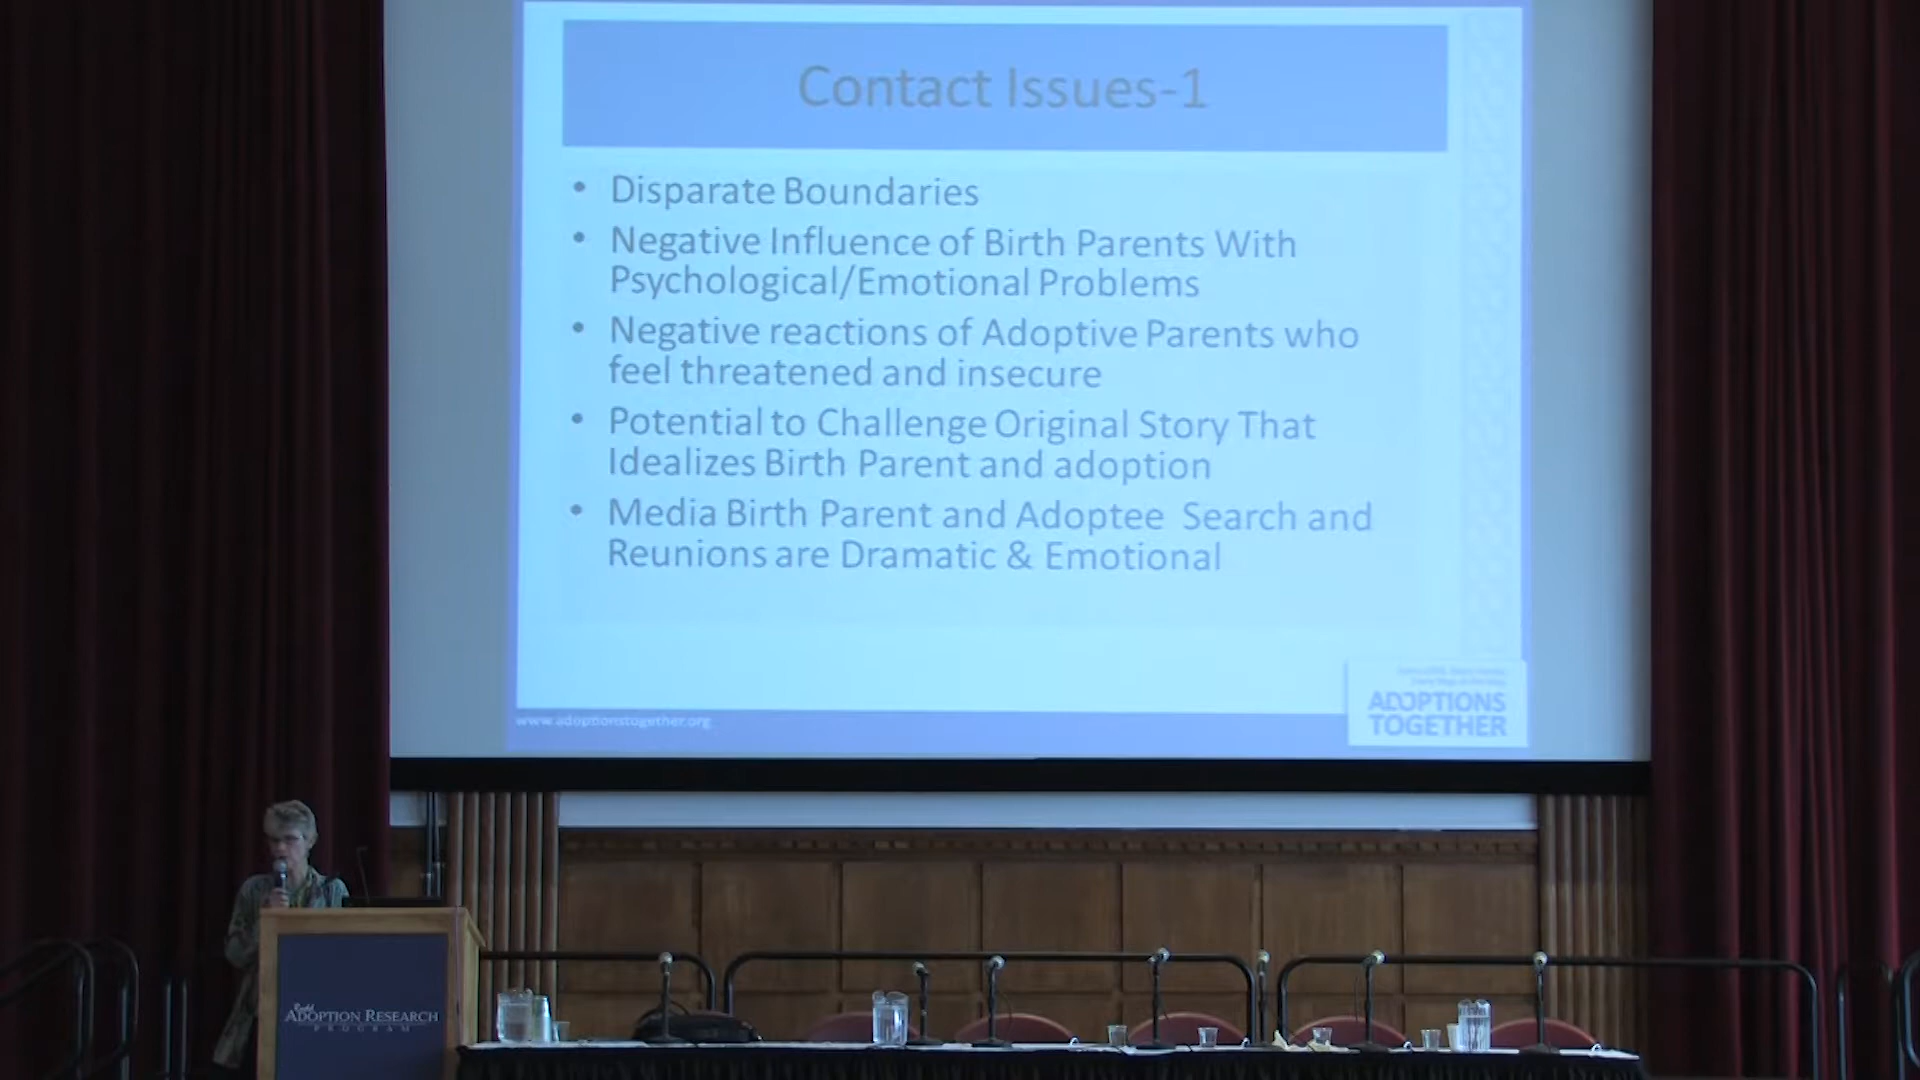 Contact Issues-1
• Disparate Boundaries
• Negative Influence of Birth Parents With
Psychological/Emotional Problems
• Negative reactions of Adoptive Parents who
feel threatened and insecure
• Potential to Challenge Original Story That
Idealizes Birth Parent and adoption
• Media Birth Parent and Adoptee Search and
Reunions are Dramatic & Emotional
ADOPTIONS
TOGETHER
www.adoptionstogether.org
Rudd
ADOPTION RESEARCH
PROGRAM